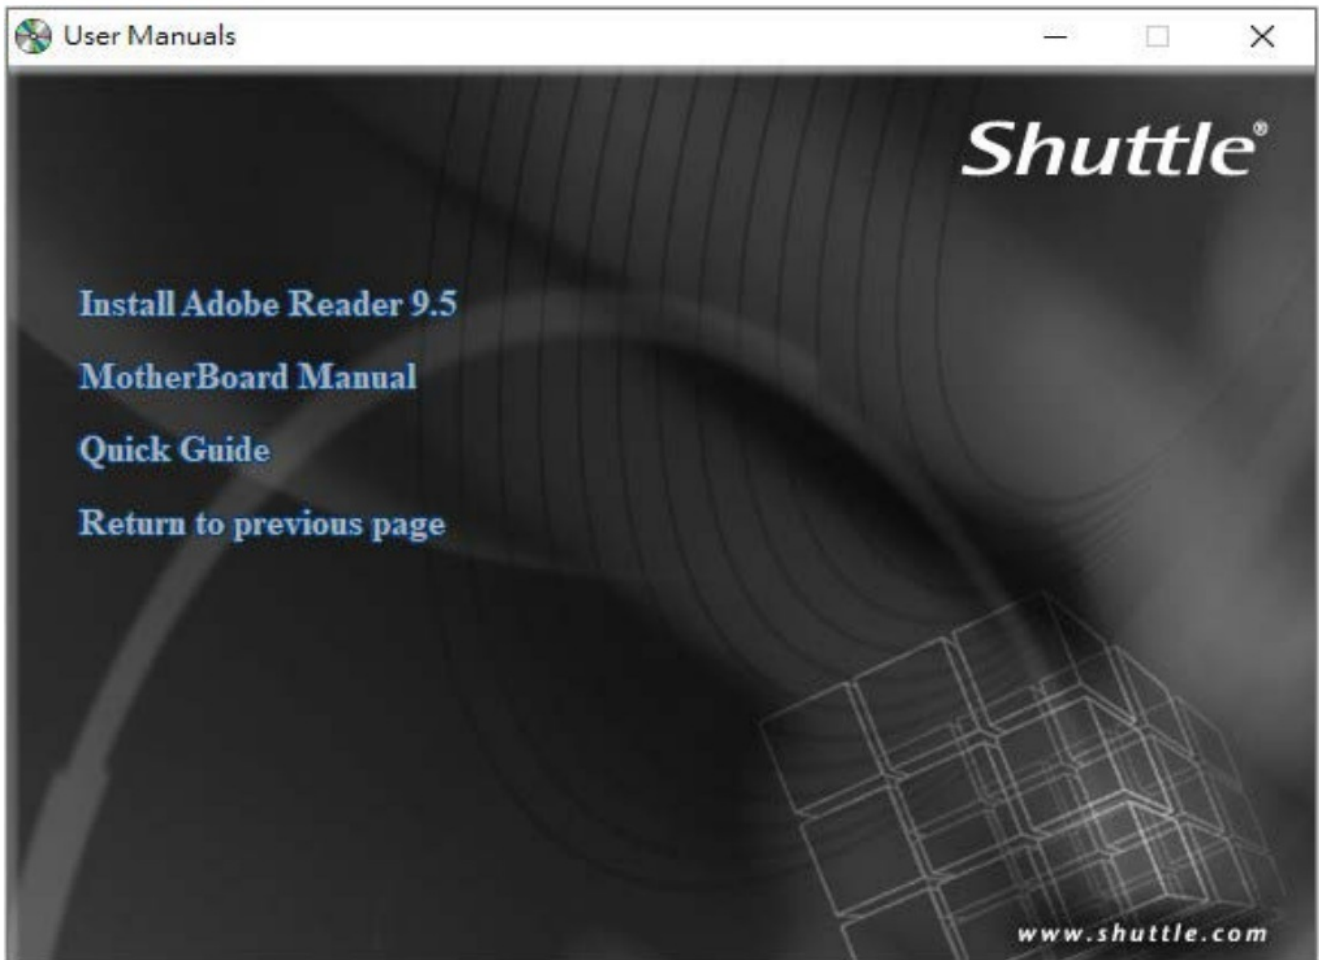 User Manuals
Shuttle®
Install Adobe Reader 9.5
MotherBoard Manual
Quick Guide
Return to previous page
www.shuttle.com